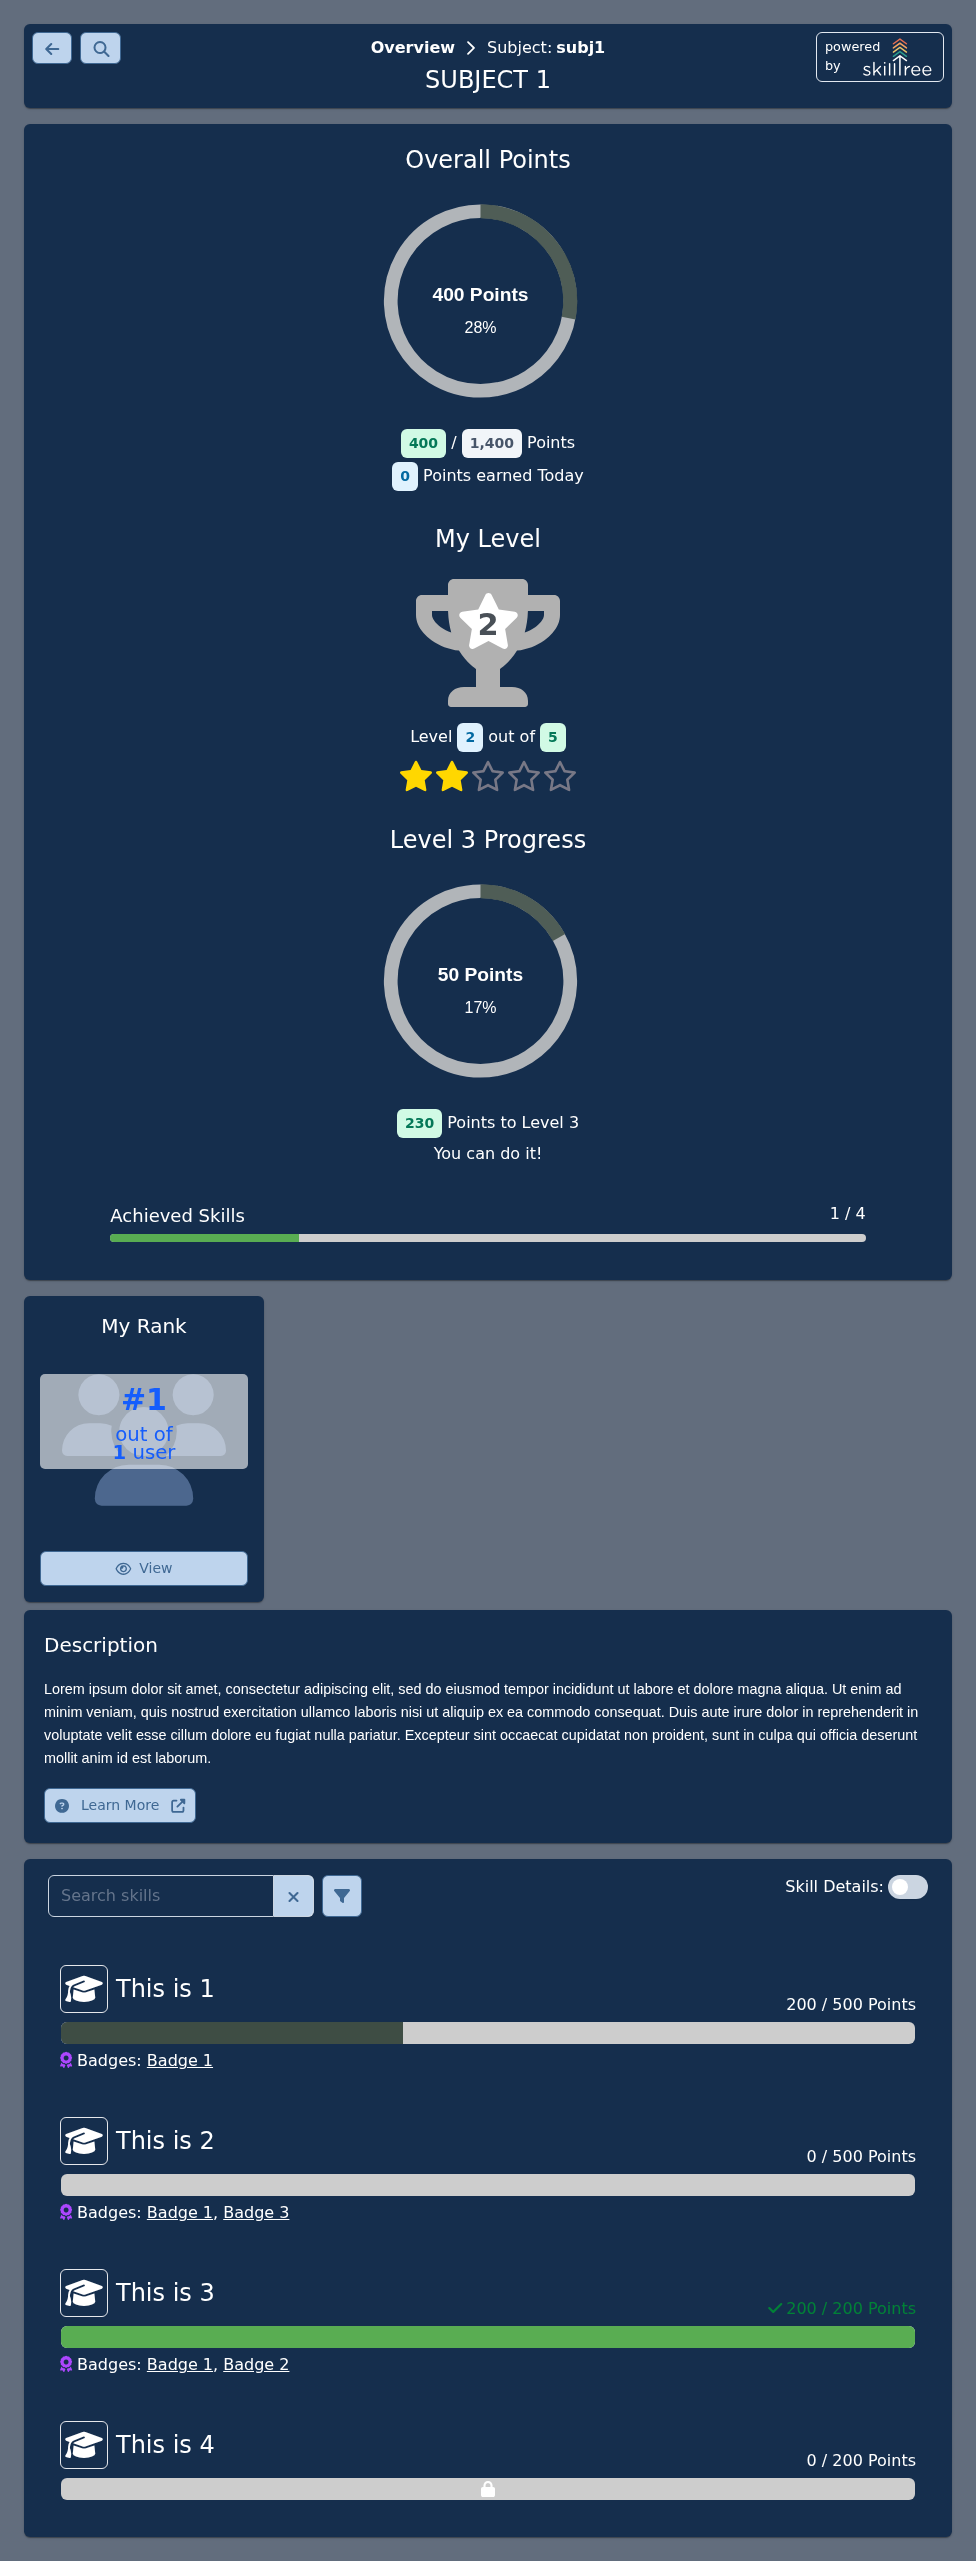 Overview > Subject: subj1
SUBJECT 1
powered
by skilltree
Overall Points
400 Points
28%
400 / 1,400 Points
0 Points earned Today
My Level
2
Level 2 out of 5
Level 3 Progress
50 Points
17%
230 Points to Level 3
You can do it!
Achieved Skills 1 / 4
My Rank
#1
out of
1 user
View
Description
Lorem ipsum dolor sit amet, consectetur adipiscing elit, sed do eiusmod tempor incididunt ut labore et dolore magna aliqua. Ut enim ad
minim veniam, quis nostrud exercitation ullamco laboris nisi ut aliquip ex ea commodo consequat. Duis aute irure dolor in reprehenderit in
voluptate velit esse cillum dolore eu fugiat nulla pariatur. Excepteur sint occaecat cupidatat non proident, sunt in culpa qui officia deserunt
mollit anim id est laborum.
Learn More
Search skills
Skill Details:
This is 1
200 / 500 Points
Badges: Badge 1
This is 2
0 / 500 Points
Badges: Badge 1, Badge 3
This is 3
200 / 200 Points
Badges: Badge 1, Badge 2
This is 4
0 / 200 Points